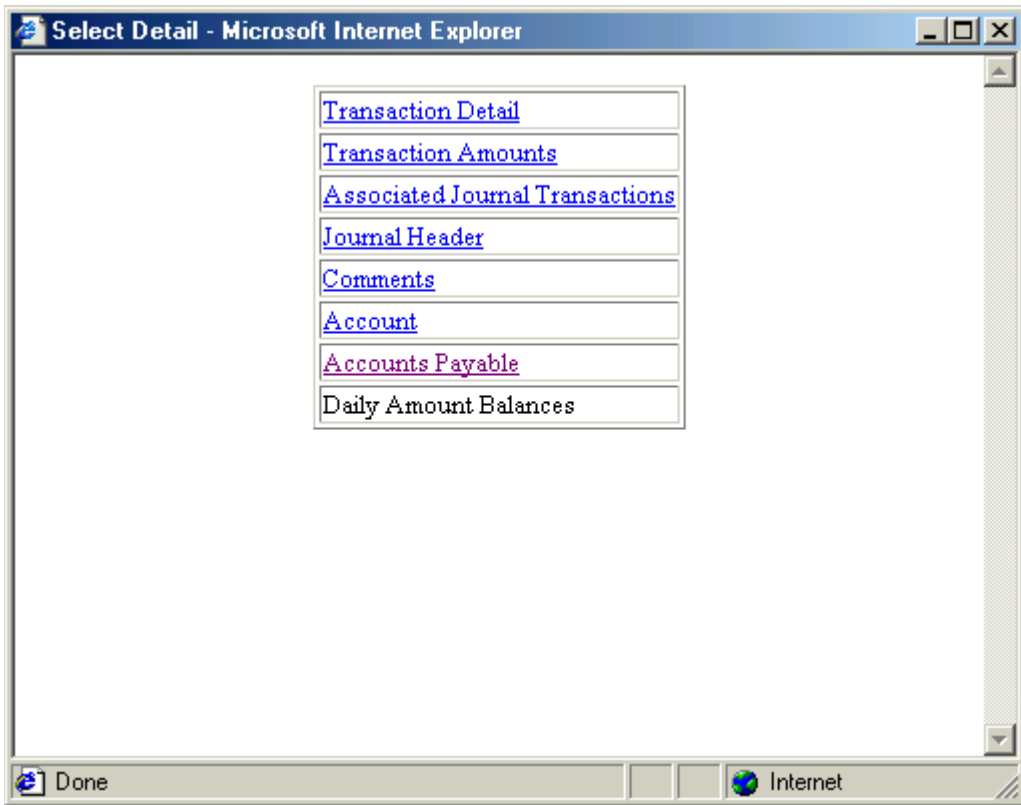 Select Detail - Microsoft Internet Explorer
Transaction Detail
Transaction Amounts
Associated Journal Transactions
Journal Header
Comments
Account
Accounts Payable
Daily Amount Balances
Done
Internet